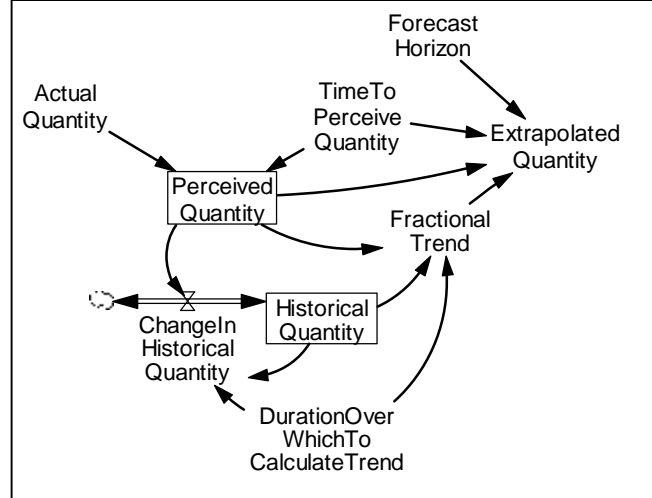 Forecast
Horizon
Actual
Quantity
TimeTo
Perceive
Quantity
Extrapolated
Quantity
Perceived
Quantity
Fractional
Trend
ChangeIn
Historical
Quantity
Historical
Quantity
DurationOver
WhichTo
CalculateTrend